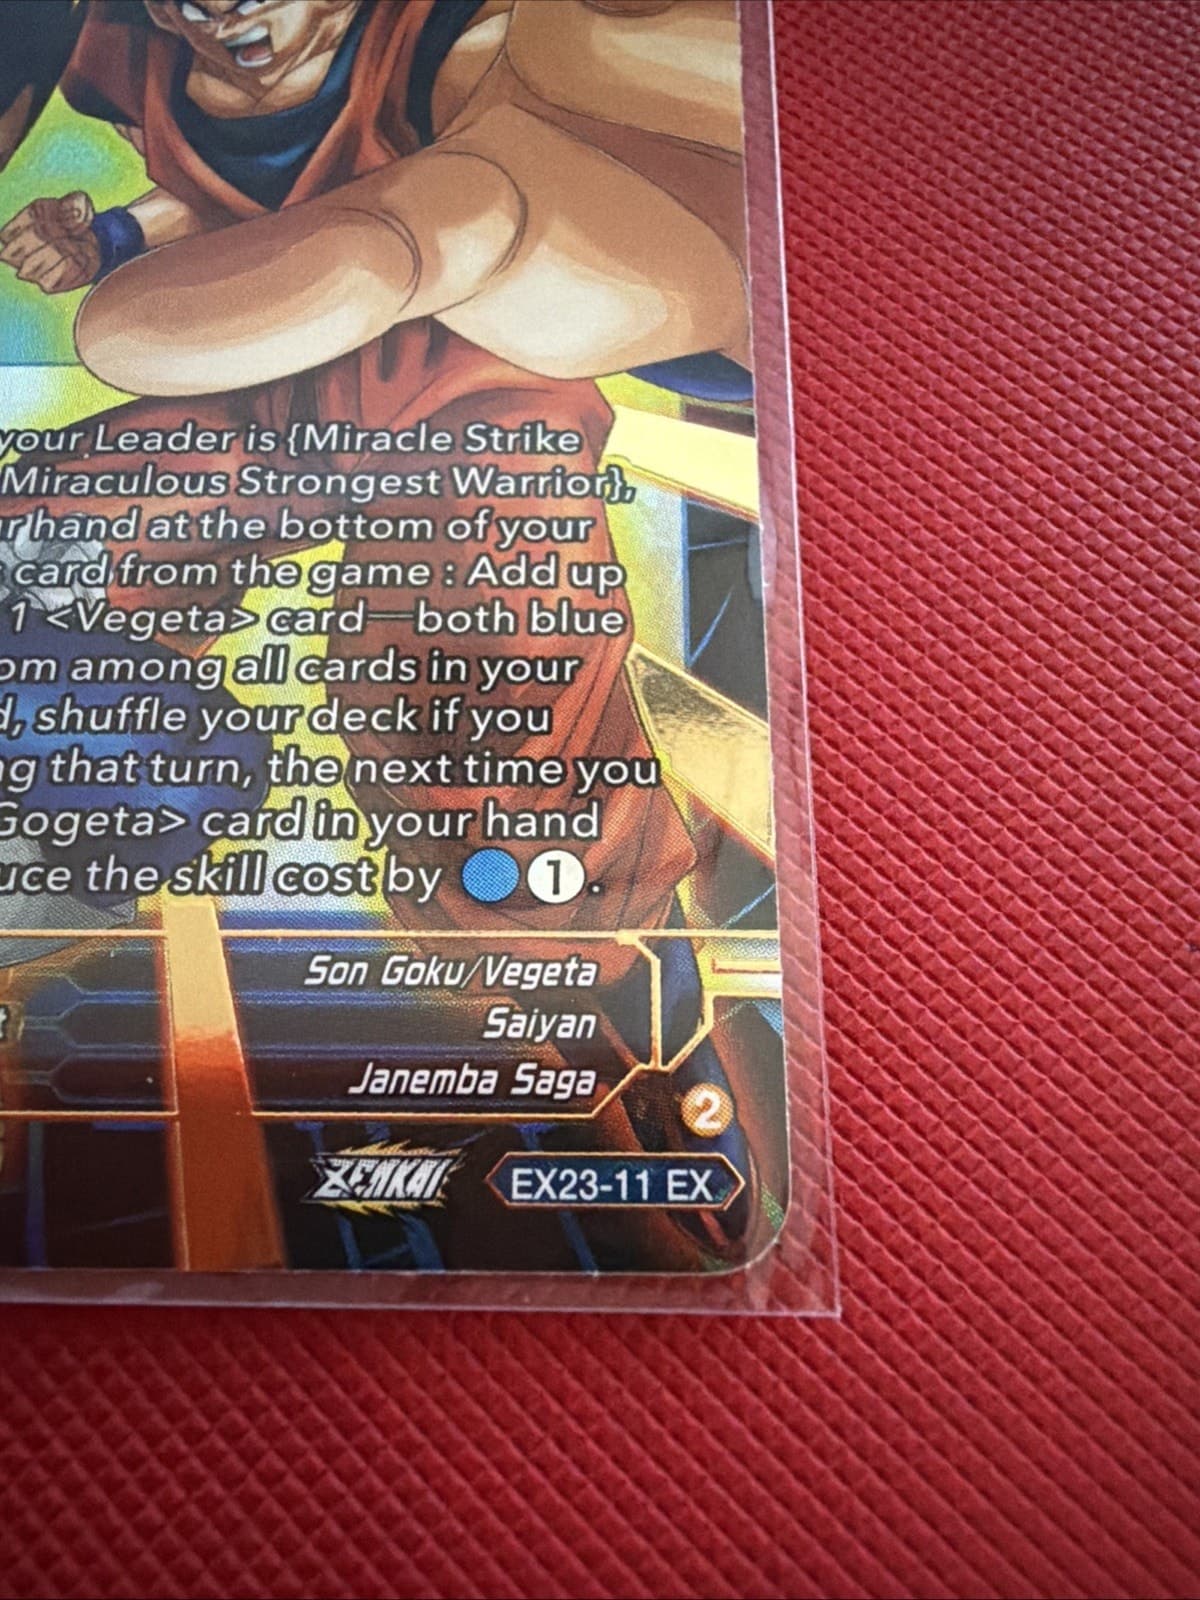 your Leader is {Miracle Strike
Miraculous Strongest Warrior},
hand at the bottom of your
card from the game : Add up
1 <Vegeta> card—both blue
among all cards in your
shuffle your deck if you
that turn, the next time you
Gogeta> card in your hand
the skill cost by 1.
Son Goku/Vegeta
Saiyan
Janemba Saga
2
ZENKAI
EX23-11 EX